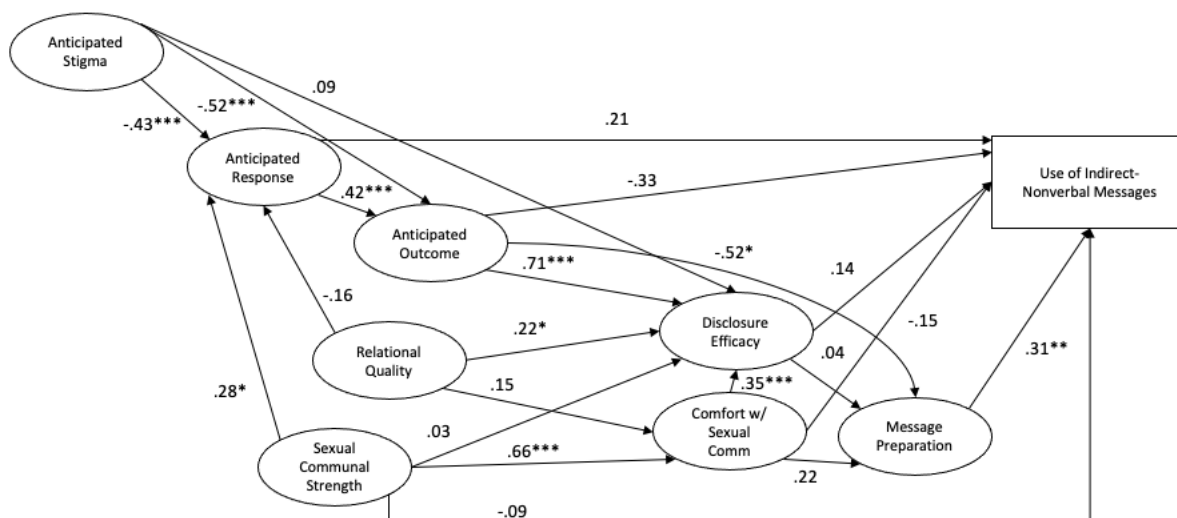 Anticipated
Stigma
.09
-.52***
-.43***
.21
Anticipated
Response
Use of Indirect-
Nonverbal Messages
.42***
-.33
Anticipated
Outcome
-.52*
.71***
.14
-.16
Disclosure
Efficacy
.22*
-.15
Relational
Quality
.04
.31**
.28*
.15
.35***
Comfort w/
Sexual
Comm
Message
Preparation
.03
Sexual
Communal
Strength
.66***
.22
-.09